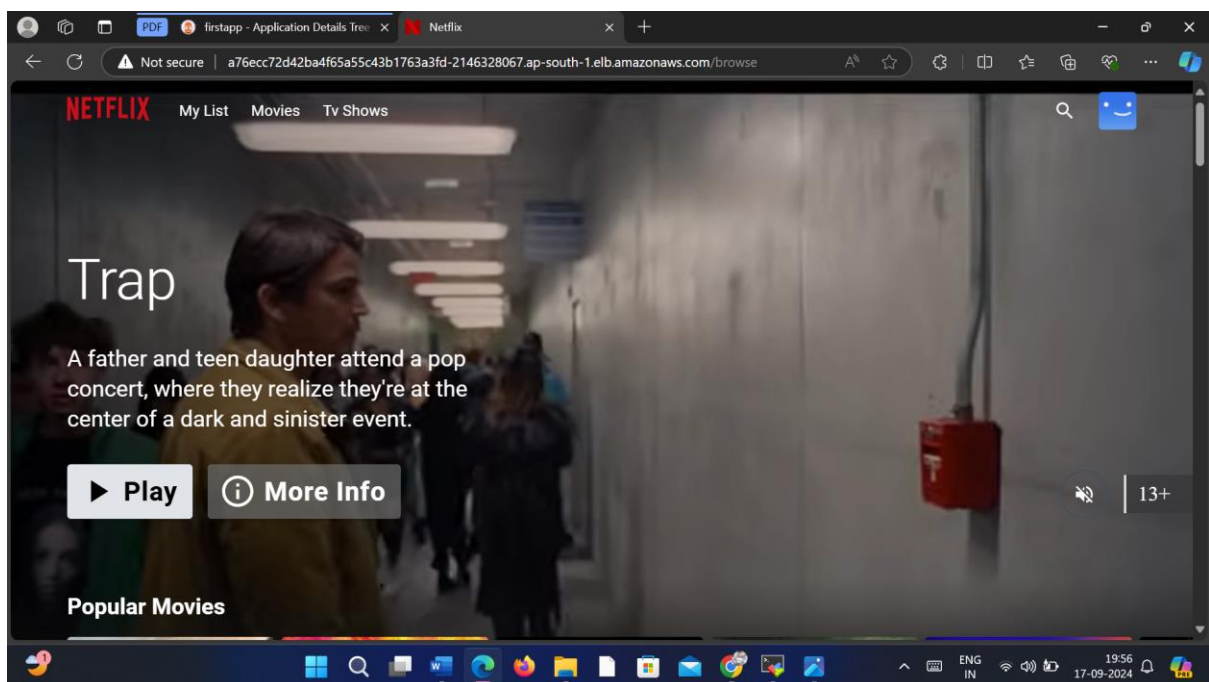 PDF
firstapp - Application Details Tree
Netflix
Not secure
a76ecc72d42ba4f65a55c43b1763a3fd-2146328067.ap-south-1.elb.amazonaws.com/browse
NETFLIX
My List
Movies
Tv Shows
Trap
A father and teen daughter attend a pop
concert, where they realize they're at the
center of a dark and sinister event.
Play
More Info
13+
Popular Movies
ENG
IN
19:56
17-09-2024